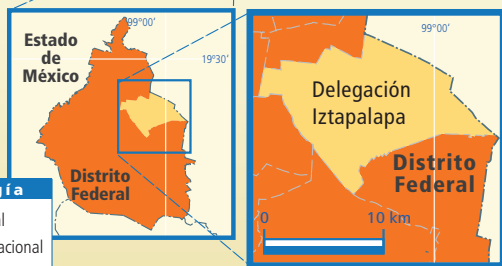 99°00'
Estado
de
México
19°30'
Distrito
Federal
99°00'
Delegación
Iztapalapa
Distrito
Federal
0 10 km